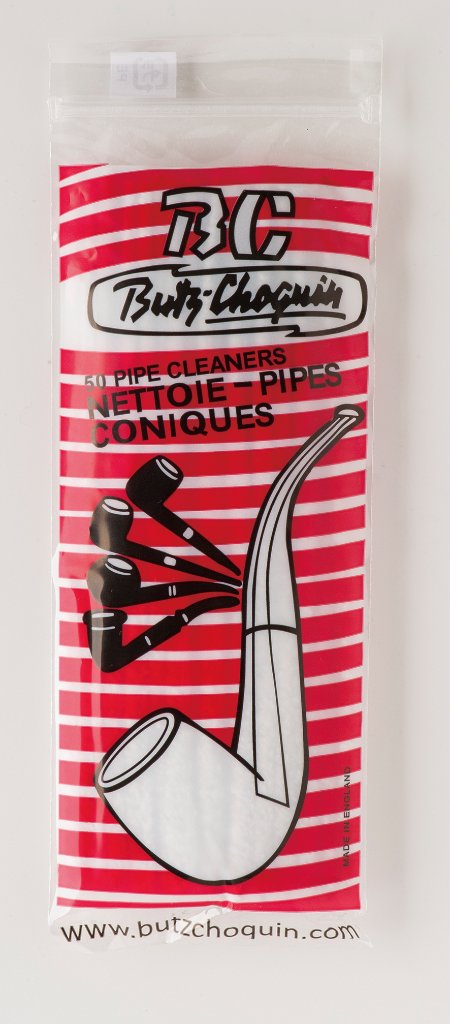 BC
Butz-Choquin
50 PIPE CLEANERS
NETTOIE-PIPES
CONIQUES
MADE IN ENGLAND
www.butzchoquin.com